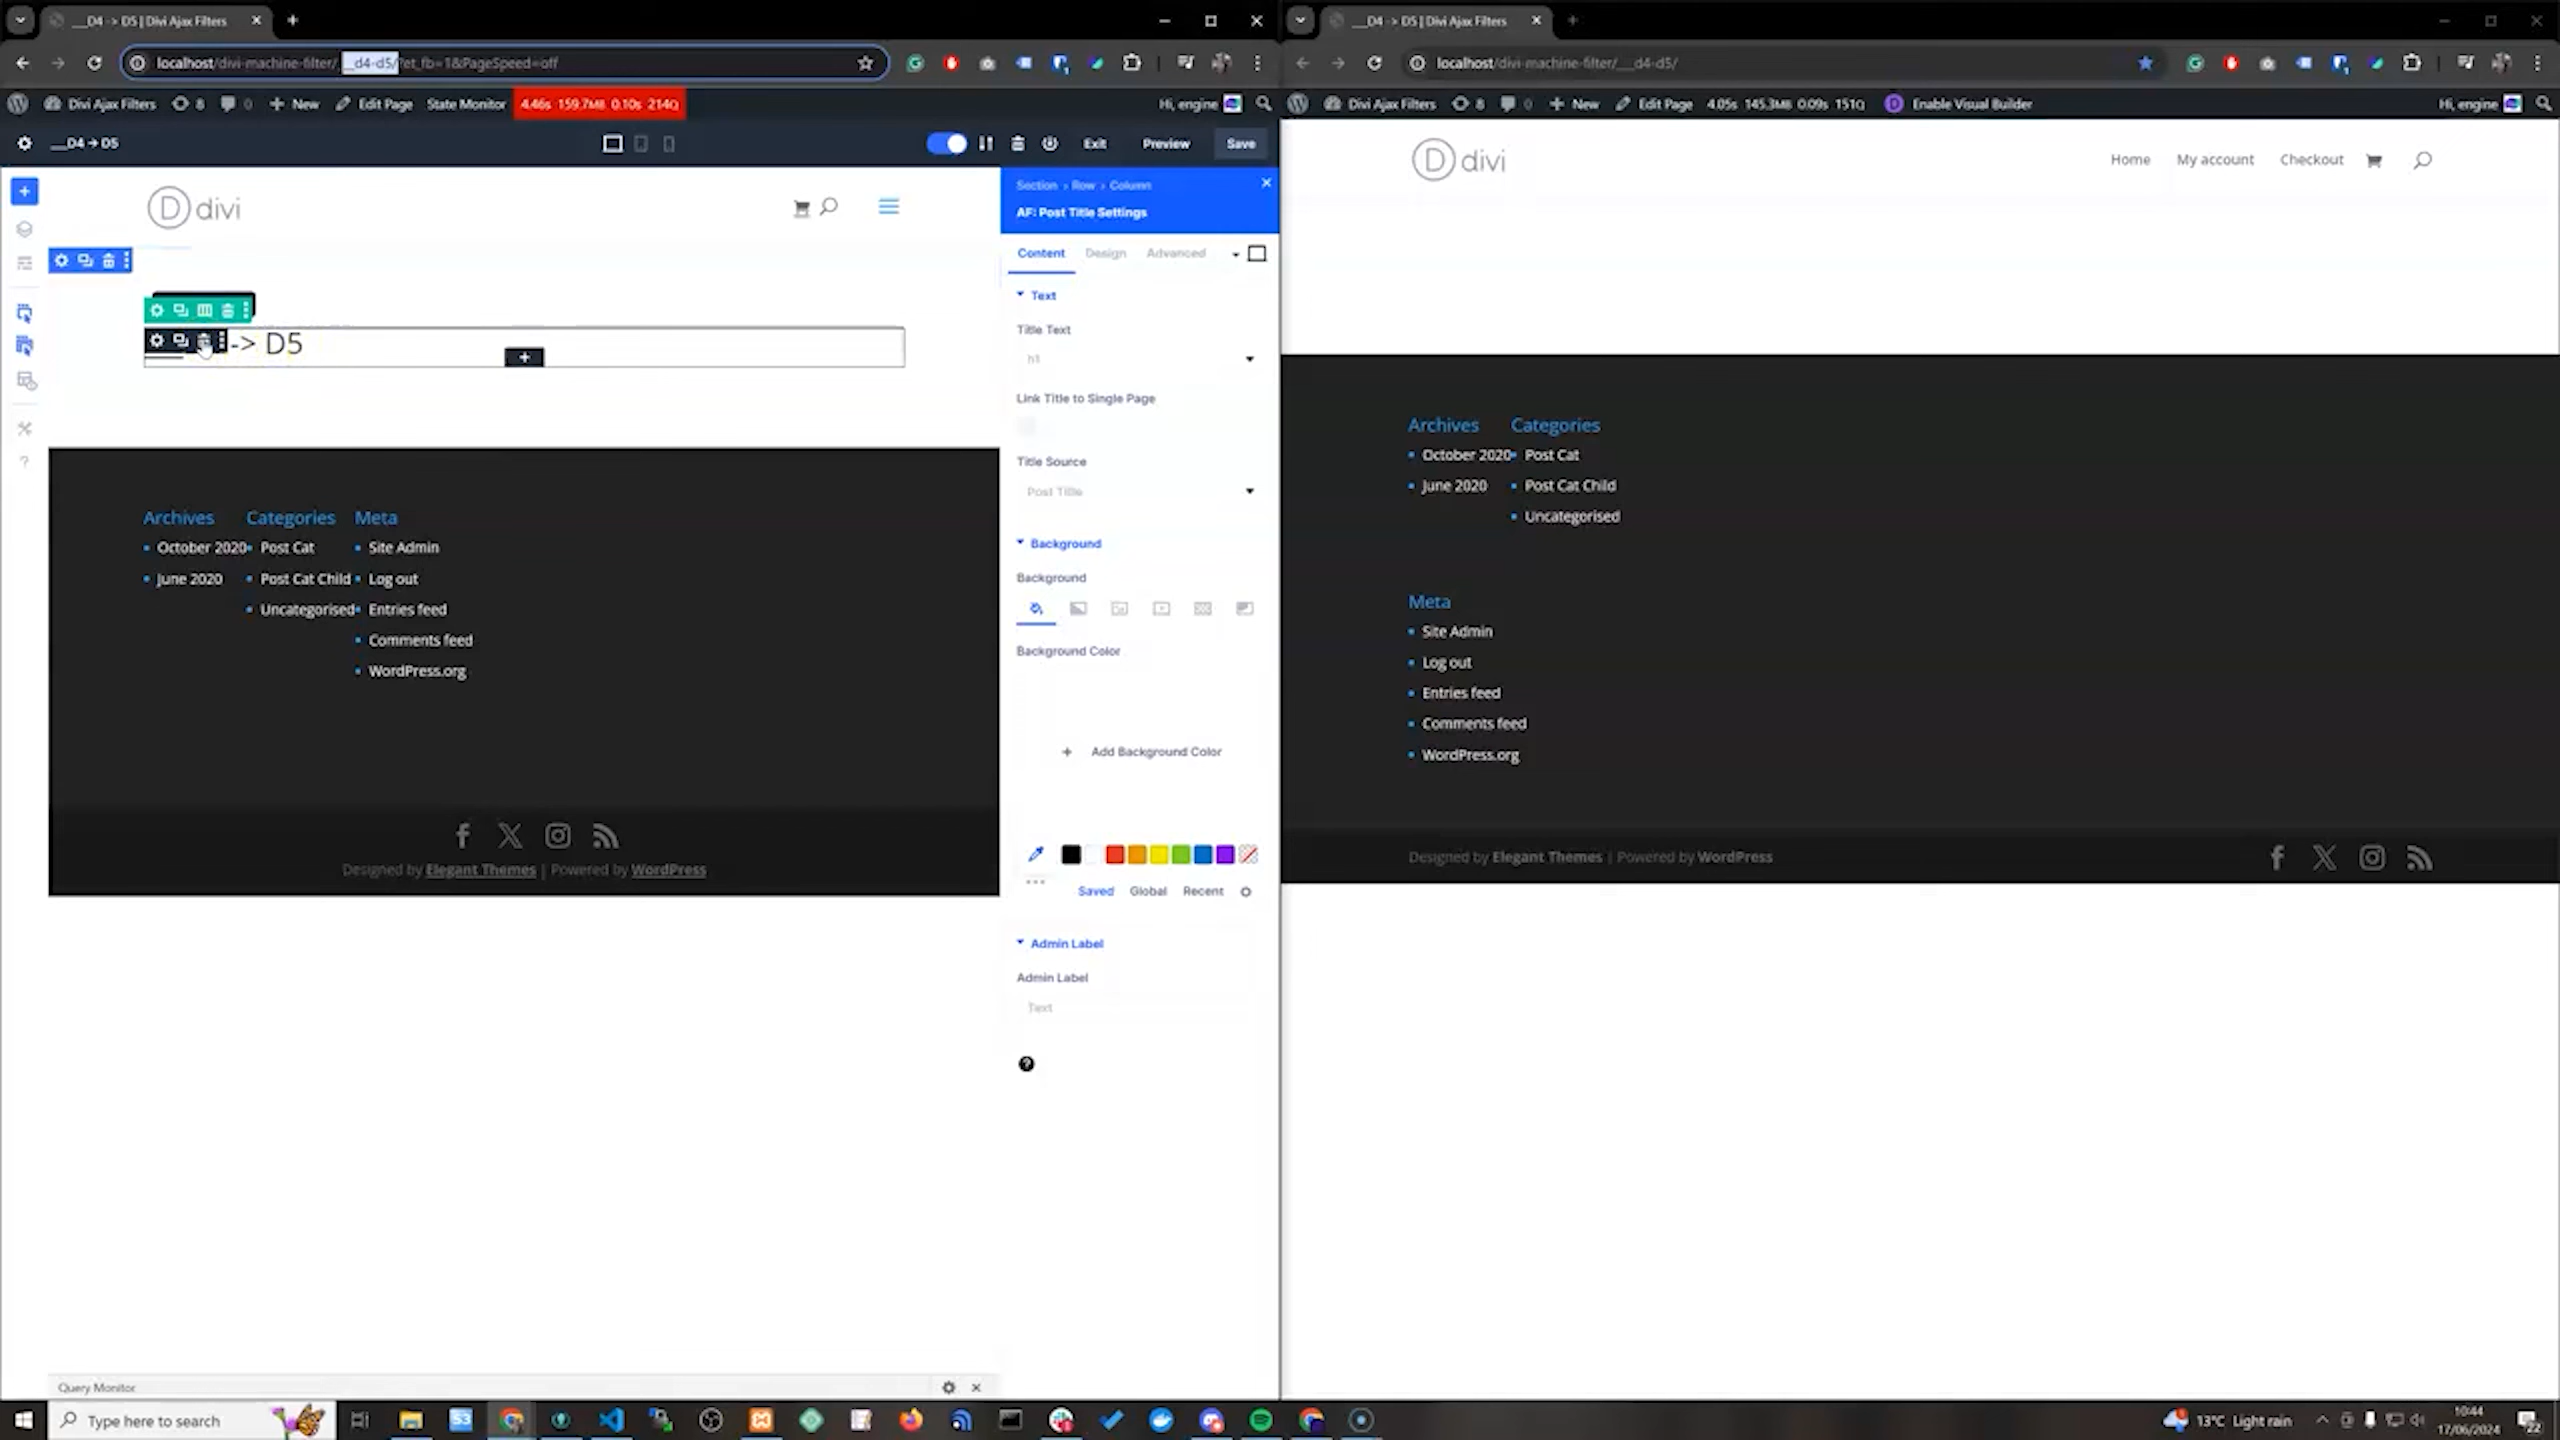 __D4 -> D5 | Divi Ajax Filters
localhost/divi-machine-filter/__d4-d5/?et_fb=1&PageSpeed=off
Divi Ajax Filters 8 0 New Edit Page State Monitor 4.46s 159.7MB 0.10s 214Q Hi, engine
__D4 → D5
Exit Preview Save
divi
-> D5
Archives
October 2020
June 2020
Categories
Post Cat
Post Cat Child
Uncategorised
Meta
Site Admin
Log out
Entries feed
Comments feed
WordPress.org
Designed by Elegant Themes | Powered by WordPress
Query Monitor
Section > Row > Column
AF: Post Title Settings
Content Design Advanced
Text
Title Text
h1
Link Title to Single Page
Title Source
Post Title
Background
Background
Background Color
+ Add Background Color
Saved Global Recent
Admin Label
Admin Label
Text
__D4 -> D5 | Divi Ajax Filters
localhost/divi-machine-filter/__d4-d5/
Divi Ajax Filters 8 0 New Edit Page 4.05s 145.3MB 0.09s 151Q Enable Visual Builder Hi, engine
divi
Home My account Checkout
Archives
October 2020
June 2020
Categories
Post Cat
Post Cat Child
Uncategorised
Meta
Site Admin
Log out
Entries feed
Comments feed
WordPress.org
Designed by Elegant Themes | Powered by WordPress
Type here to search
13°C Light rain
10:44
17/06/2024